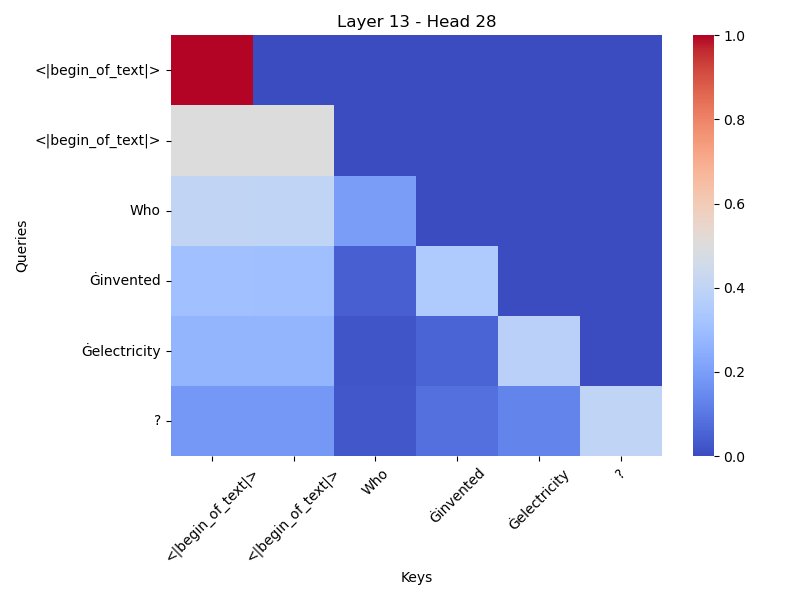 Layer 13 - Head 28
<|begin_of_text|>
<|begin_of_text|>
Who
Ġinvented
Ġelectricity
?
Queries
<|begin_of_text|>
<|begin_of_text|>
Who
Ġinvented
Ġelectricity
?
Keys
1.0
0.8
0.6
0.4
0.2
0.0